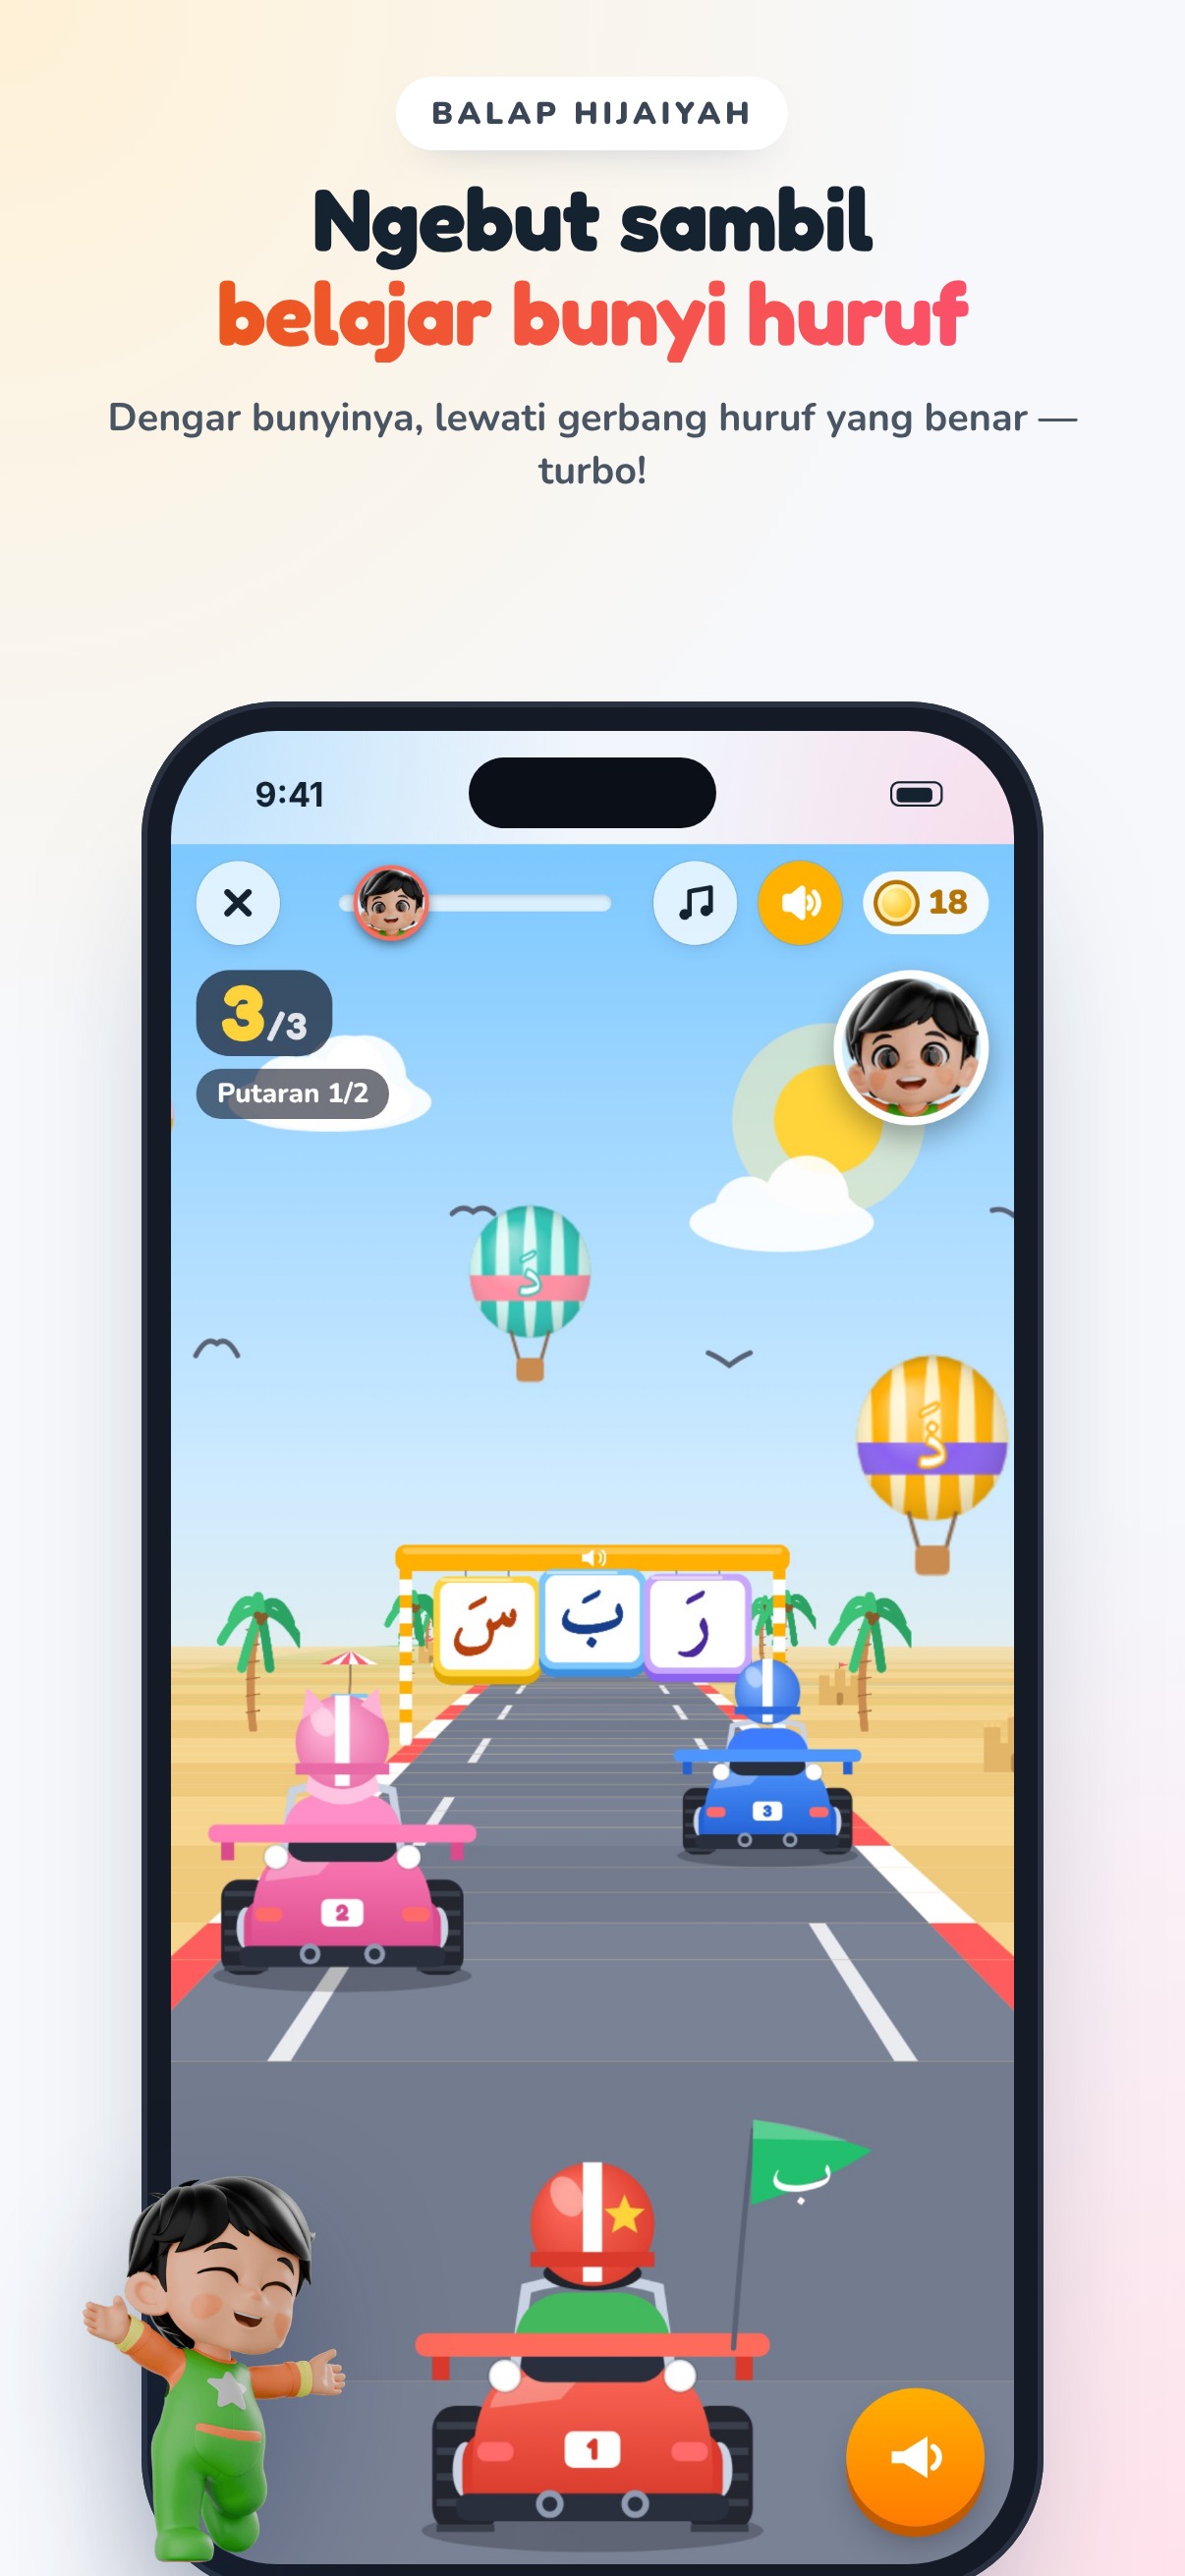 BALAP HIJAIYAH
Ngebut sambil
belajar bunyi huruf
Dengar bunyinya, lewati gerbang huruf yang benar —
turbo!
9:41
18
3/3
Putaran 1/2
دَ
ذَ
سَ بَ رَ
3
2
ب
1